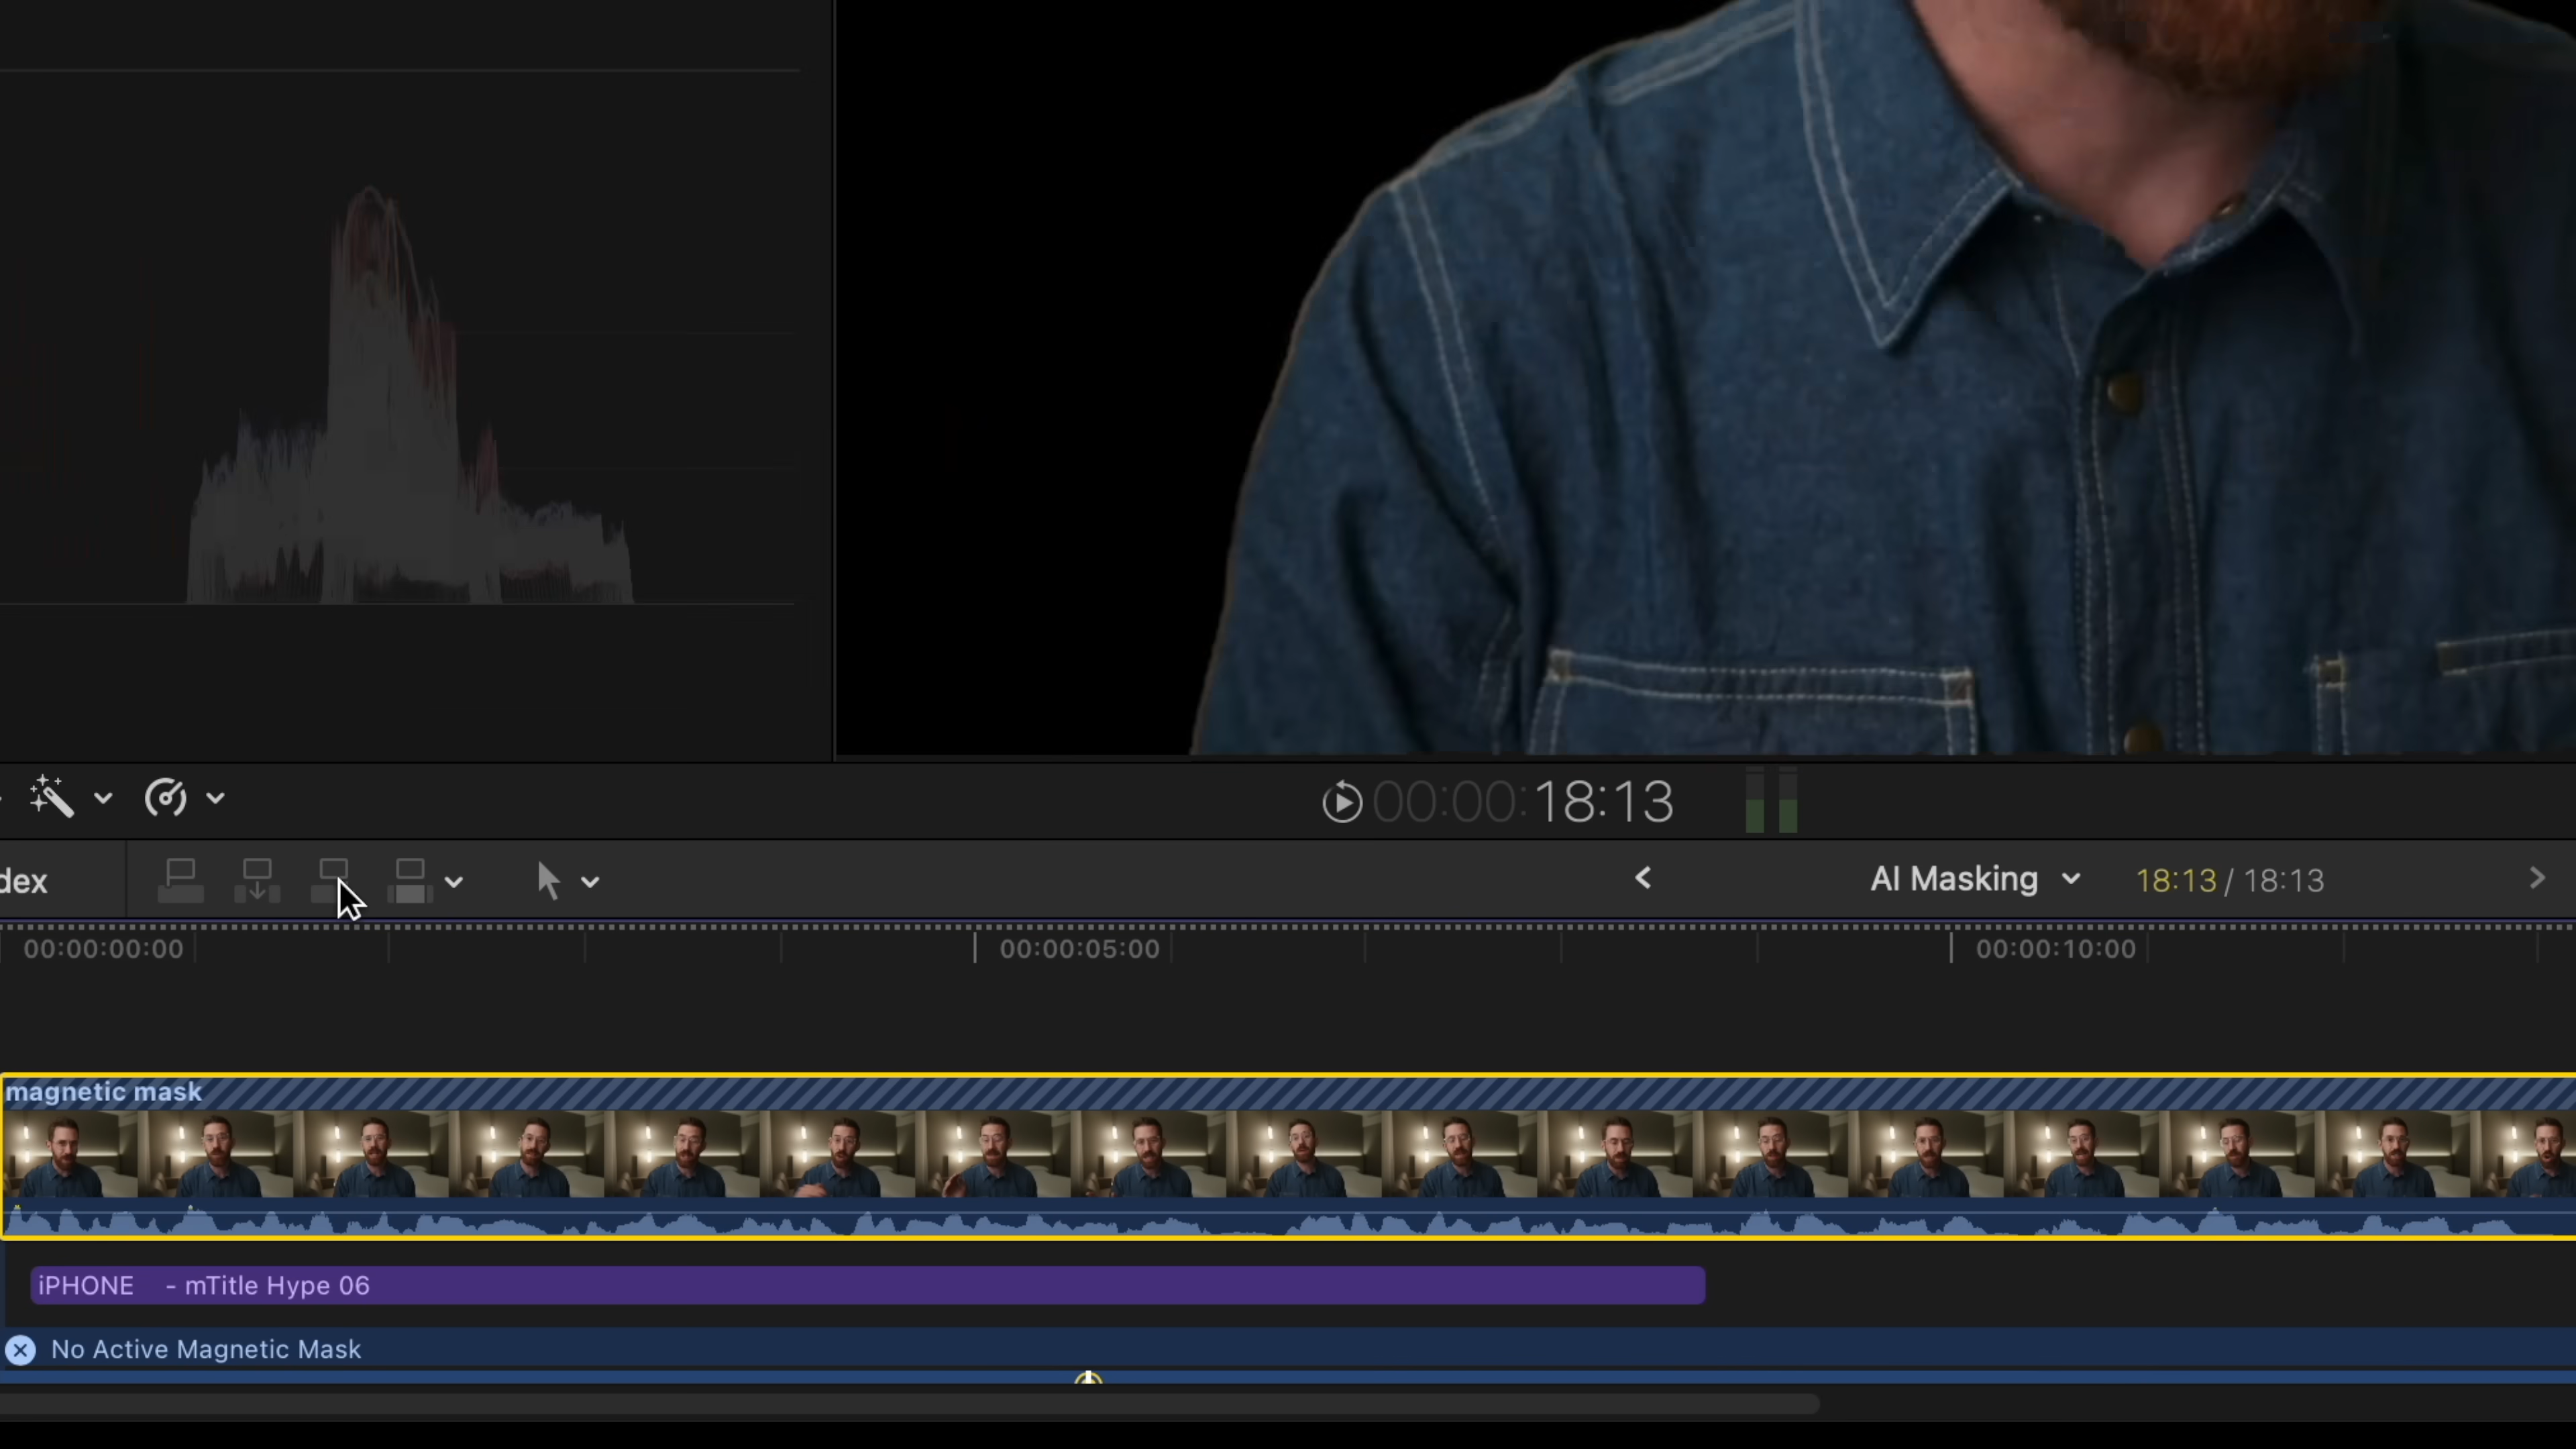 00:00:18:13
dex
AI Masking
18:13 / 18:13
00:00:00:00
00:00:05:00
00:00:10:00
magnetic mask
iPHONE - mTitle Hype 06
No Active Magnetic Mask